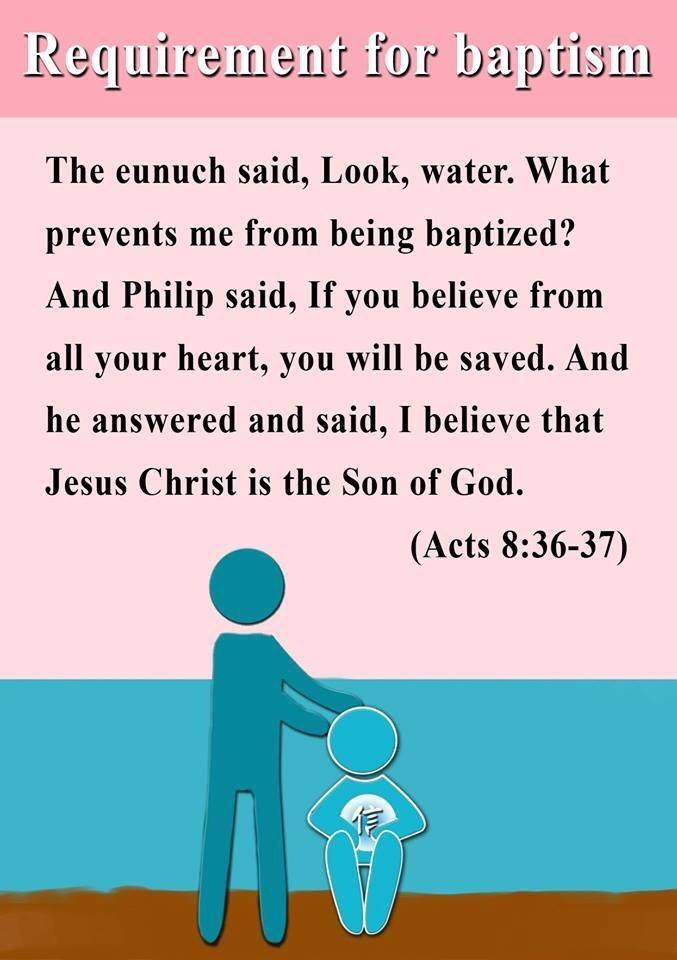 Requirement for baptism
The eunuch said, Look, water. What
prevents me from being baptized?
And Philip said, If you believe from
all your heart, you will be saved. And
he answered and said, I believe that
Jesus Christ is the Son of God.
(Acts 8:36-37)
信